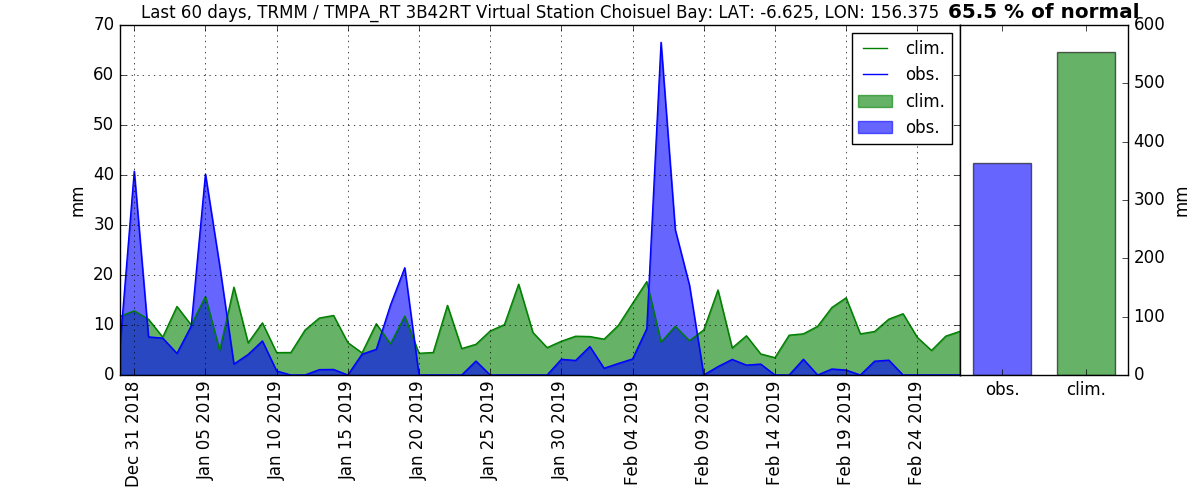 Last 60 days, TRMM / TMPA_RT 3B42RT Virtual Station Choisuel Bay: LAT: -6.625, LON: 156.375
65.5 % of normal
70
60
50
40
30
20
10
0
mm
clim.
obs.
clim.
obs.
Dec 31 2018
Jan 05 2019
Jan 10 2019
Jan 15 2019
Jan 20 2019
Jan 25 2019
Jan 30 2019
Feb 04 2019
Feb 09 2019
Feb 14 2019
Feb 19 2019
Feb 24 2019
600
500
400
300
200
100
0
mm
obs.
clim.